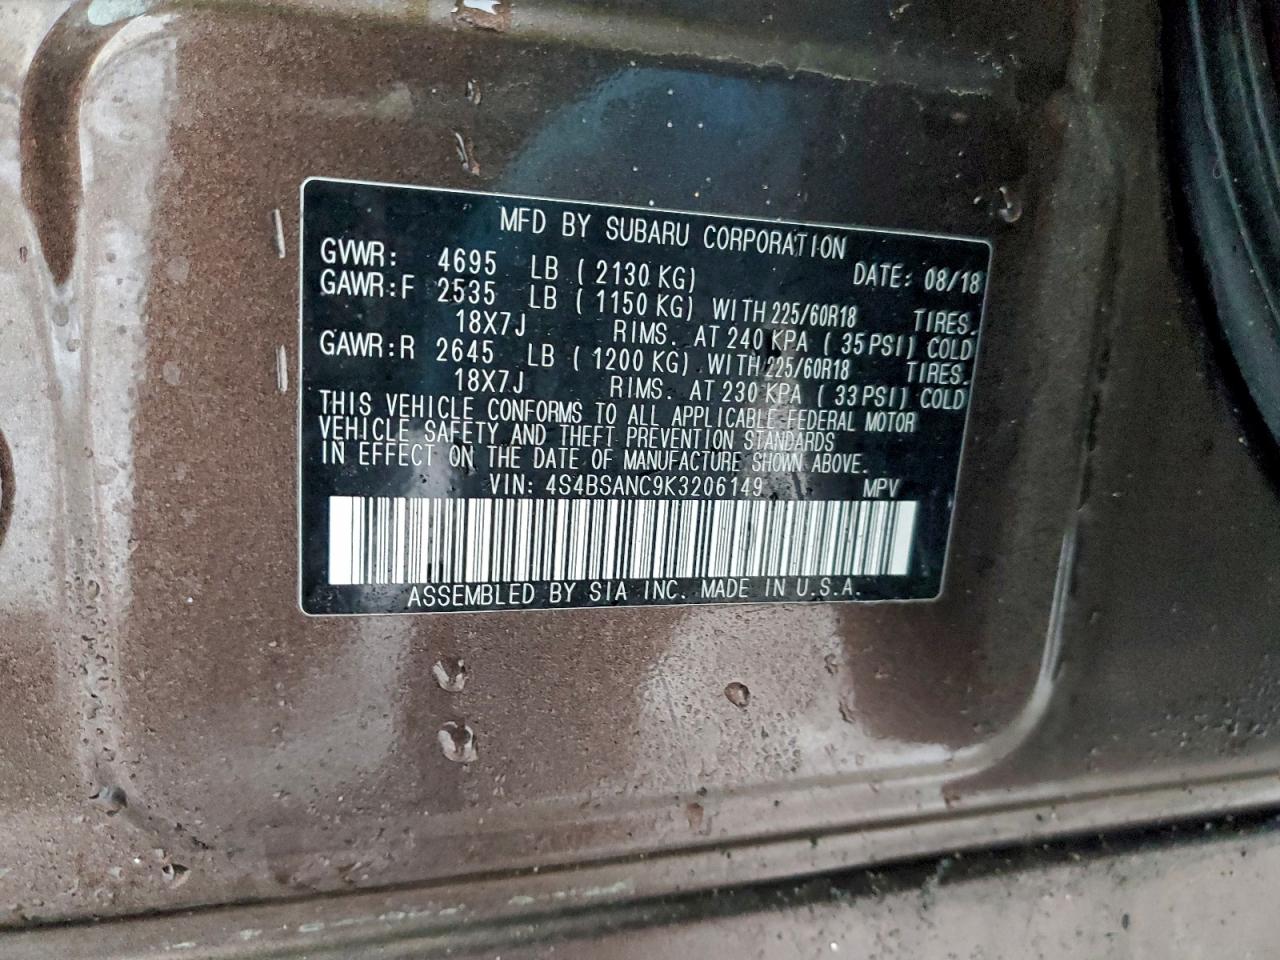 MFD BY SUBARU CORPORATION
GVWR: 4695 LB ( 2130 KG) DATE: 08/18
GAWR:F 2535 LB ( 1150 KG) WITH 225/60R18 TIRES.
18X7J RIMS. AT 240 KPA ( 35 PSI) COLD
GAWR:R 2645 LB ( 1200 KG) WITH 225/60R18 TIRES.
18X7J RIMS. AT 230 KPA ( 33 PSI) COLD
THIS VEHICLE CONFORMS TO ALL APPLICABLE FEDERAL MOTOR
VEHICLE SAFETY AND THEFT PREVENTION STANDARDS
IN EFFECT ON THE DATE OF MANUFACTURE SHOWN ABOVE.
VIN: 4S4BSANC9K3206149 MPV
ASSEMBLED BY SIA INC. MADE IN U.S.A.